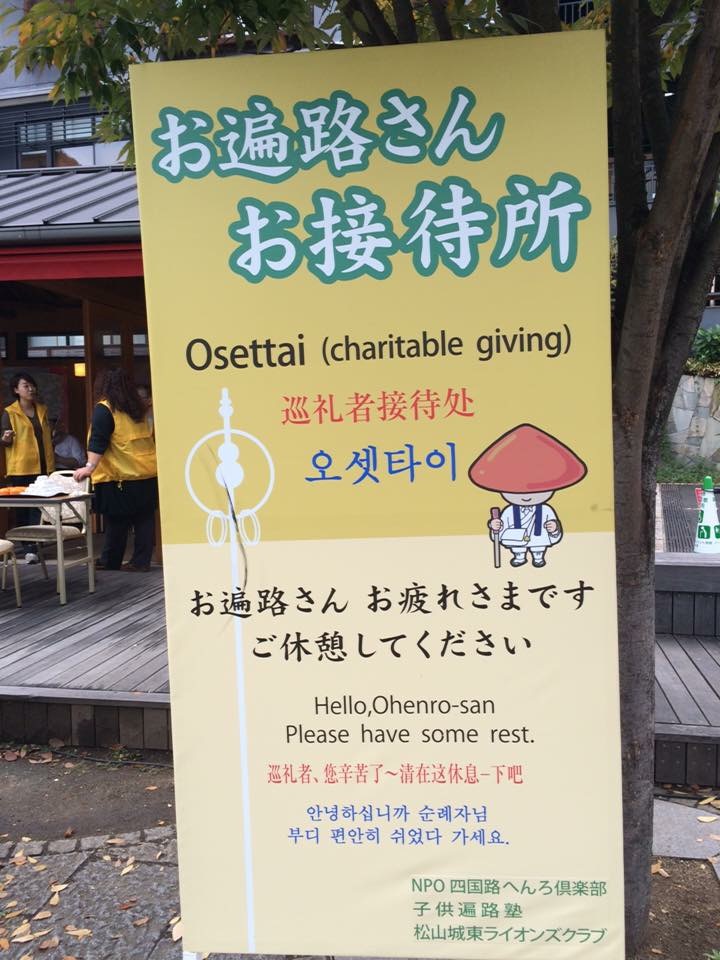 お遍路さん
お接待所
Osettai (charitable giving)
巡礼者接待处
오셋타이
お遍路さん お疲れさまです
ご休憩してください
Hello,Ohenro-san
Please have some rest.
巡礼者、您辛苦了～清在这休息一下吧
안녕하십니까 순례자님
부디 편안히 쉬었다 가세요.
NPO 四国路へんろ倶楽部
子供遍路塾
松山城東ライオンズクラブ